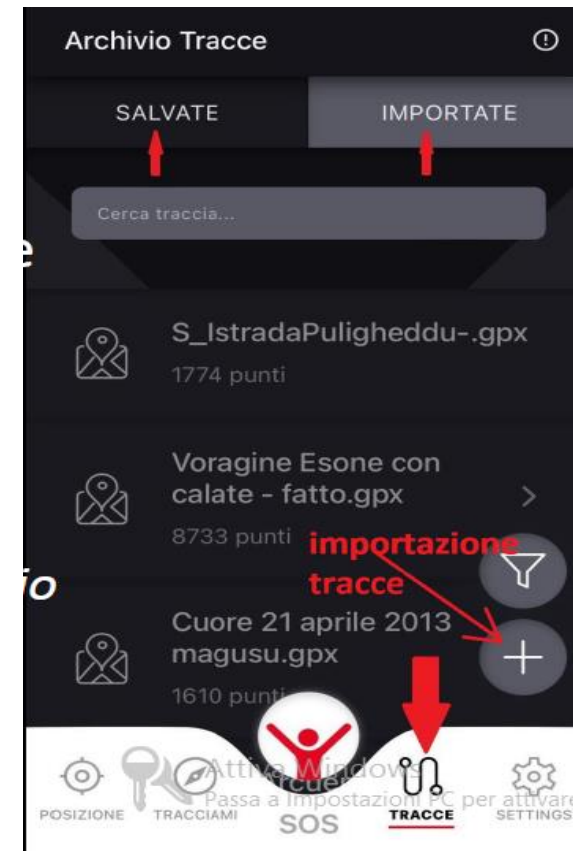 Archivio Tracce
SALVATE
IMPORTATE
Cerca traccia...
e
S_IstradaPuligheddu-.gpx
1774 punti
Voragine Esone con
calate - fatto.gpx
8733 punti
importazione
tracce
io
Cuore 21 aprile 2013
magusu.gpx
1610 punti
Attiva Windows
Passa a Impostazioni PC per attivare
POSIZIONE
TRACCIAMI
SOS
TRACCE
SETTINGS